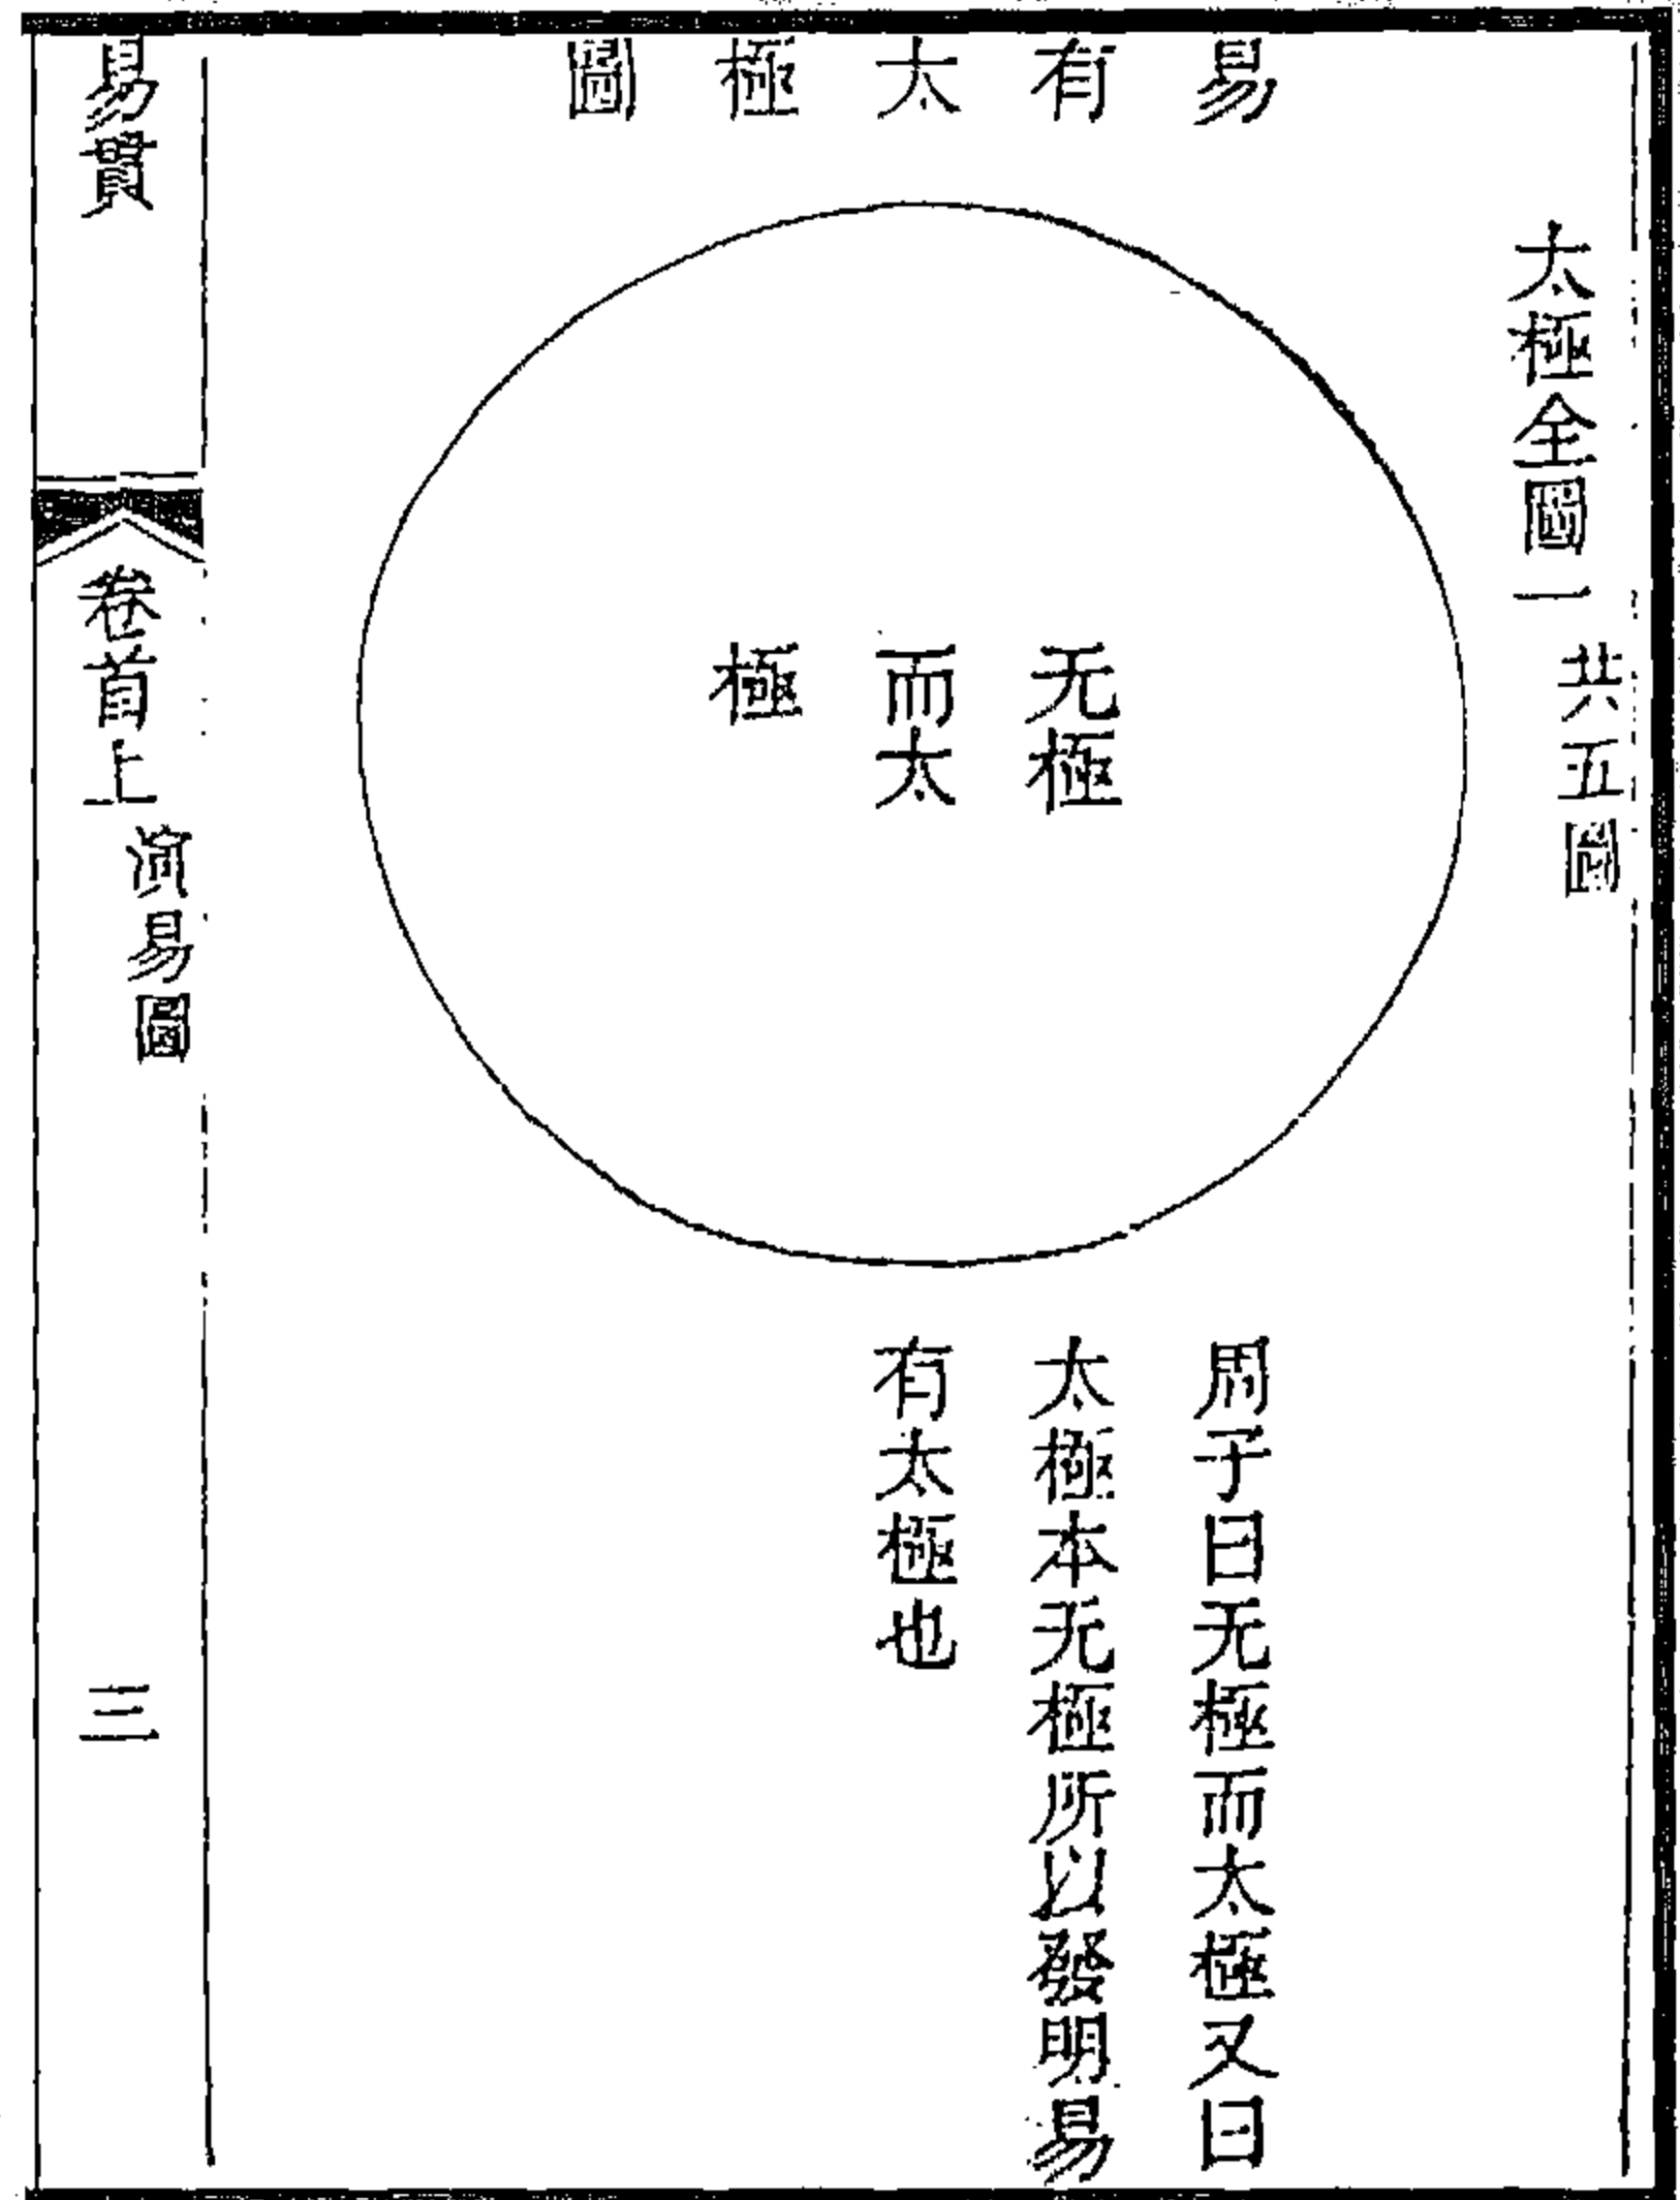 太極全圖一 共五圖
易有太極圖
无極
而太
極
周子曰无極而太極又曰
太極本无極所以發明易
有太極也
易貫 卷首上 演易圖 三